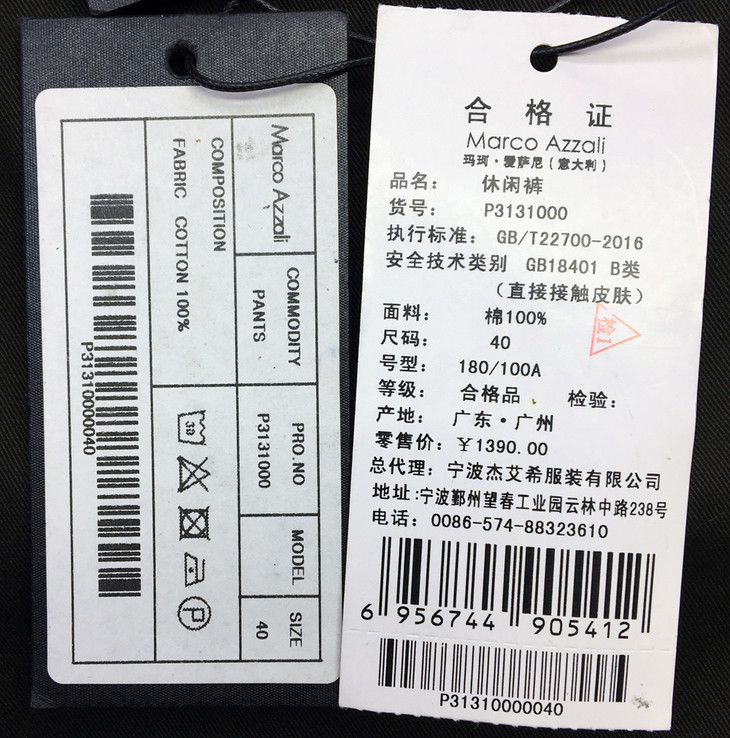 Marco Azzali
COMMODITY
PANTS
PRO.NO
P3131000
MODEL
SIZE
40
COMPOSITION
FABRIC COTTON 100%
30
P
P31310000040
合格证
Marco Azzali
玛珂·爱萨尼(意大利)
品名: 休闲裤
货号: P3131000
执行标准: GB/T22700-2016
安全技术类别 GB18401 B类
(直接接触皮肤)
面料: 棉100%
尺码: 40
号型: 180/100A
等级: 合格品 检验:
检1
产地: 广东·广州
零售价: ¥1390.00
总代理: 宁波杰艾希服装有限公司
地址:宁波鄞州望春工业园云林中路238号
电话: 0086-574-88323610
6 956744 905412
P31310000040